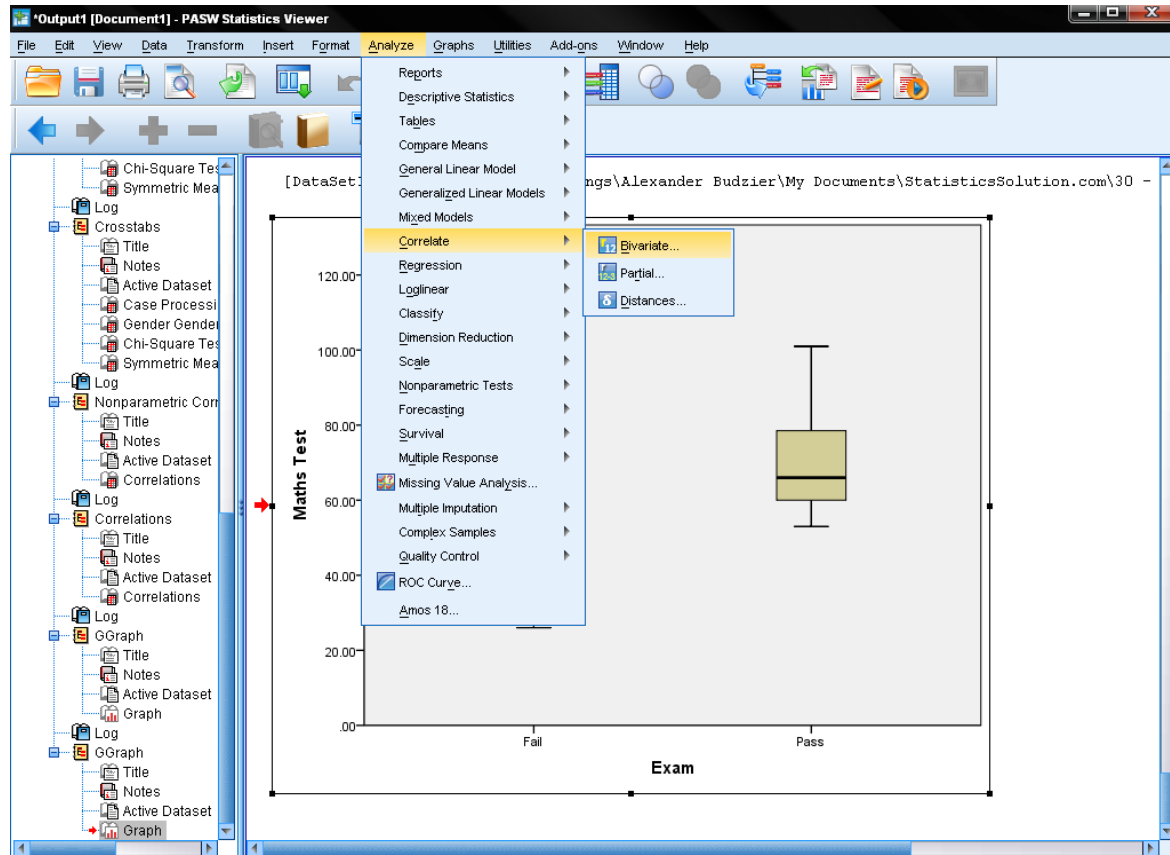 *Output1 [Document1] - PASW Statistics Viewer
File Edit View Data Transform Insert Format Analyze Graphs Utilities Add-ons Window Help
Reports
Descriptive Statistics
Tables
Compare Means
General Linear Model
Generalized Linear Models
Mixed Models
Correlate
Regression
Loglinear
Classify
Dimension Reduction
Scale
Nonparametric Tests
Forecasting
Survival
Multiple Response
Missing Value Analysis...
Multiple Imputation
Complex Samples
Quality Control
ROC Curve...
Amos 18...
Bivariate...
Partial...
Distances...
Chi-Square Tes
Symmetric Mea
Log
Crosstabs
Title
Notes
Active Dataset
Case Processi
Gender Gender
Chi-Square Tes
Symmetric Mea
Log
Nonparametric Corr
Title
Notes
Active Dataset
Correlations
Log
Correlations
Title
Notes
Active Dataset
Correlations
Log
GGraph
Title
Notes
Active Dataset
Graph
Log
GGraph
Title
Notes
Active Dataset
Graph
[DataSet1 ngs\Alexander Budzier\My Documents\StatisticsSolution.com\30 -
Maths Test
120.00
100.00
80.00
60.00
40.00
20.00
.00
Fail Pass
Exam